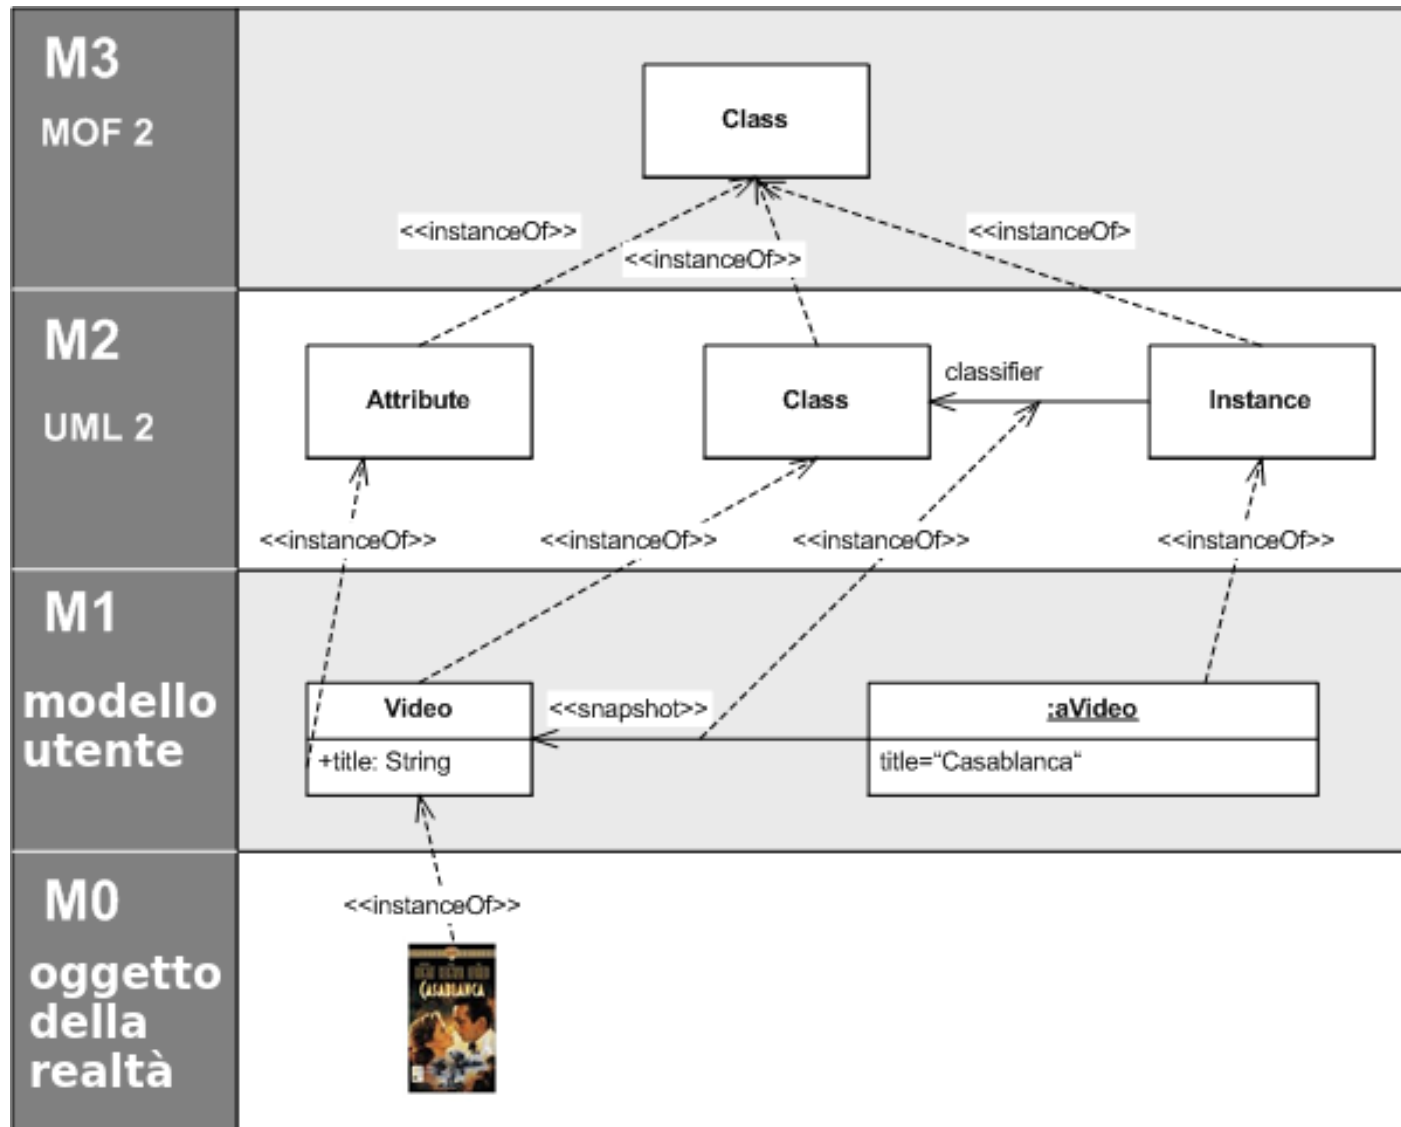 M3
MOF 2
Class
<<instanceOf>>
<<instanceOf>>
<<instanceOf>
M2
UML 2
Attribute
Class
classifier
Instance
<<instanceOf>>
<<instanceOf>>
<<instanceOf>>
<<instanceOf>>
M1
modello
utente
Video
+title: String
<<snapshot>>
:aVideo
title=“Casablanca“
M0
oggetto
della
realtà
<<instanceOf>>
CASABLANCA